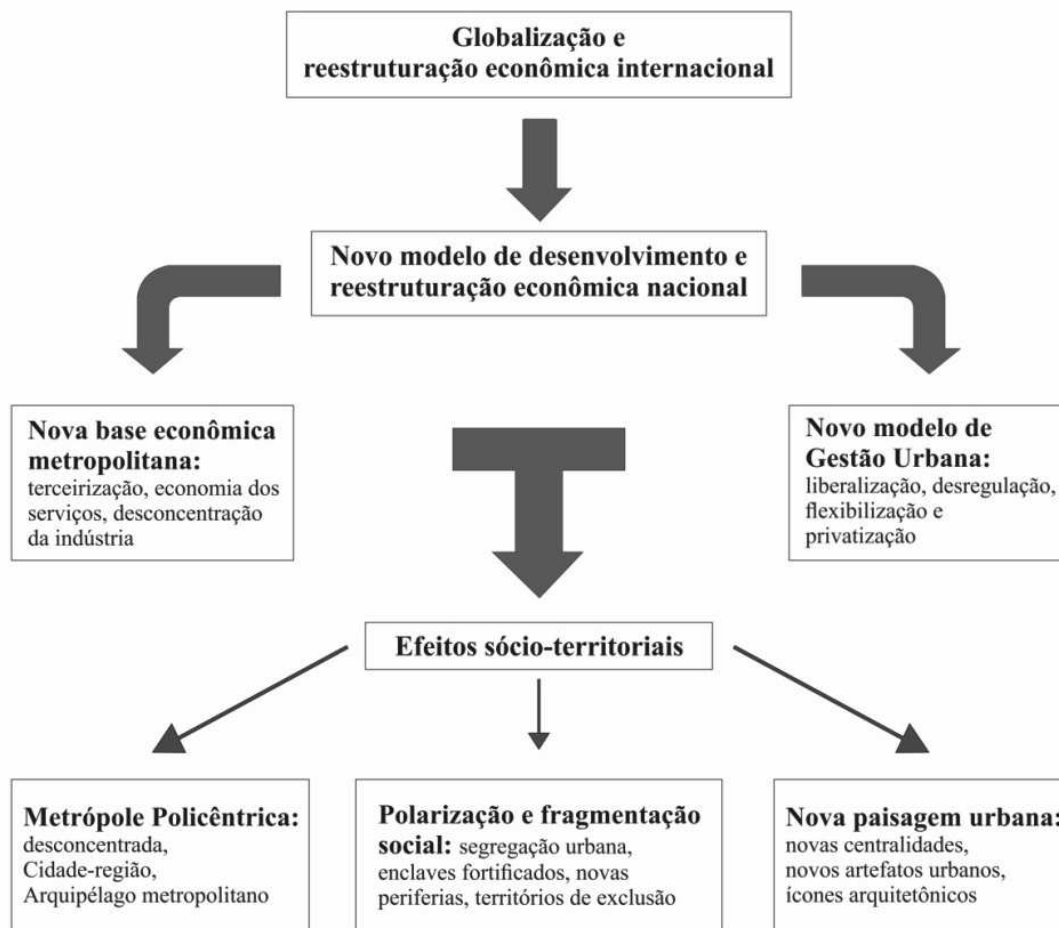 Globalização e
reestruturação econômica internacional
Novo modelo de desenvolvimento e
reestruturação econômica nacional
Nova base econômica
metropolitana:
terceirização, economia dos
serviços, desconcentração
da indústria
Novo modelo de
Gestão Urbana:
liberalização, desregulação,
flexibilização e
privatização
Efeitos sócio-territoriais
Metrópole Policêntrica:
desconcentrada,
Cidade-região,
Arquipélago metropolitano
Polarização e fragmentação
social: segregação urbana,
enclaves fortificados, novas
periferias, territórios de exclusão
Nova paisagem urbana:
novas centralidades,
novos artefatos urbanos,
ícones arquitetônicos